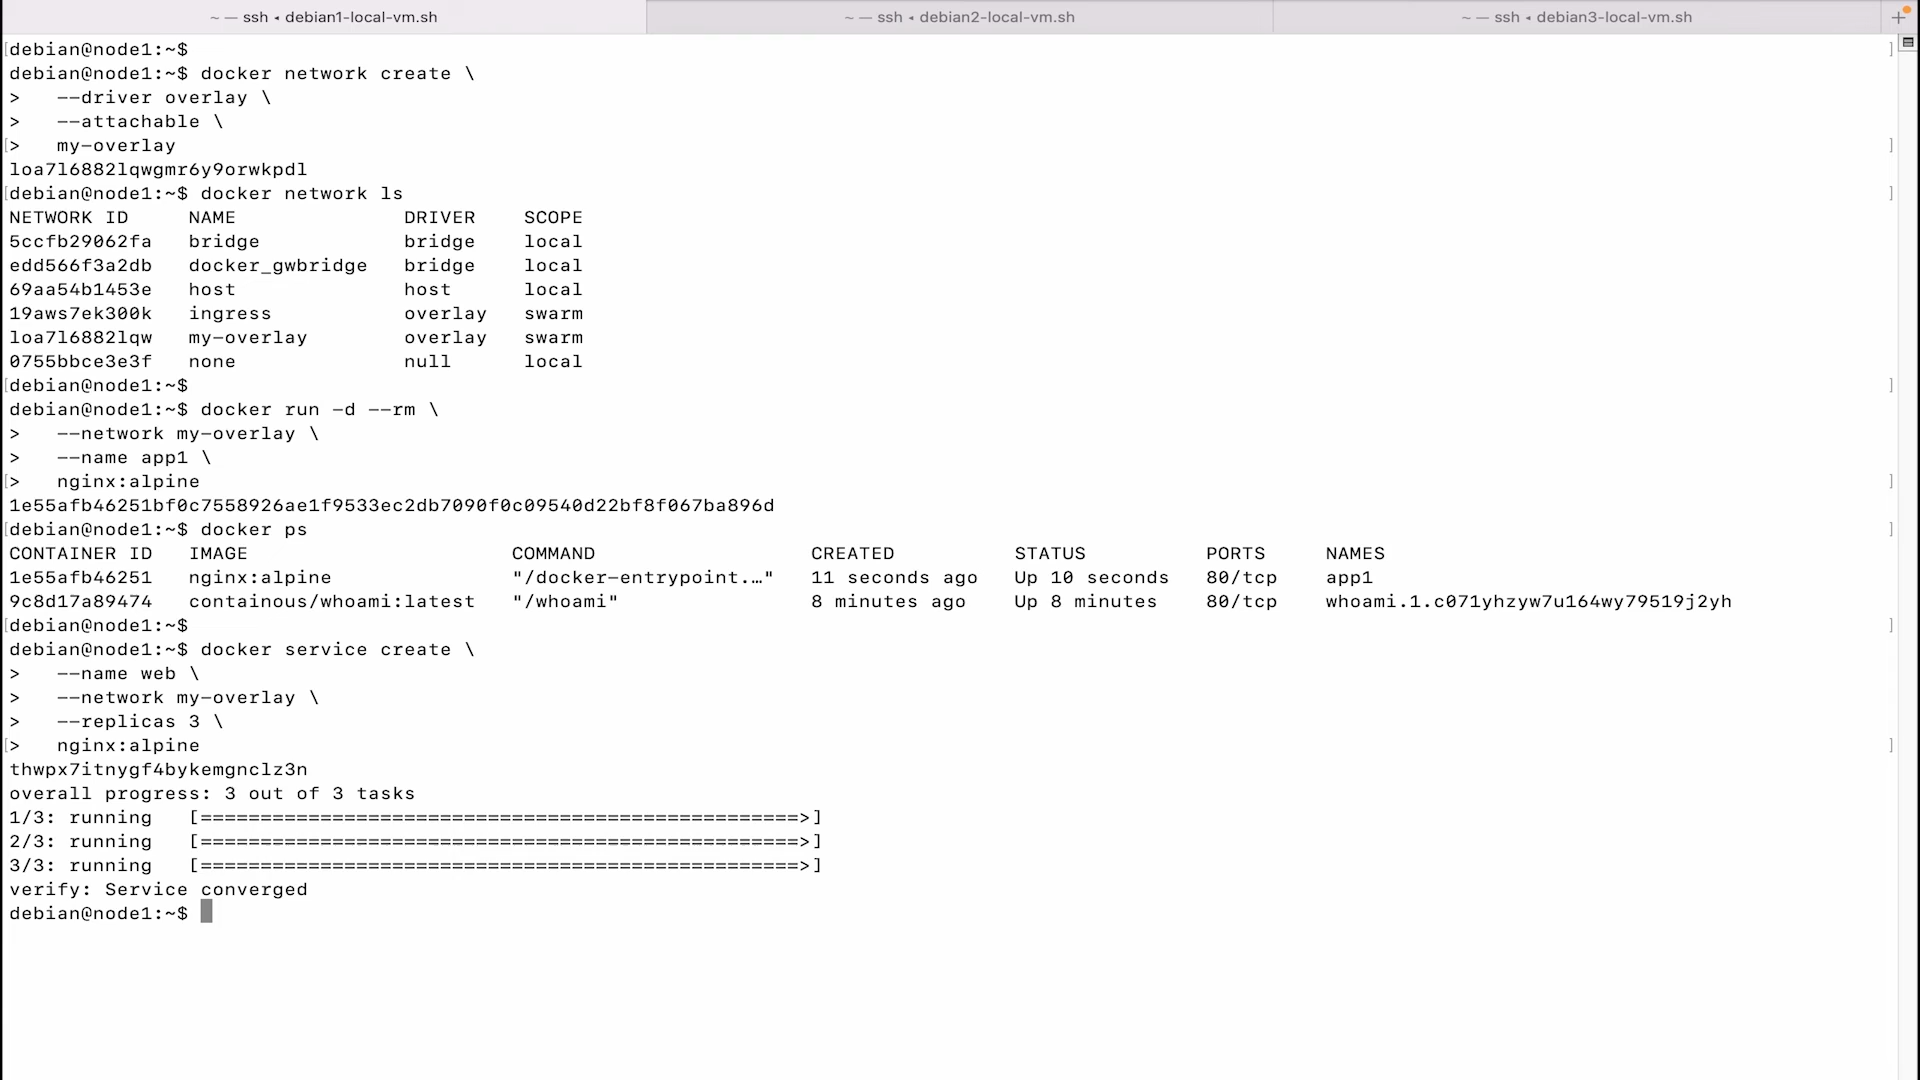 ~ — ssh ◂ debian1-local-vm.sh
~ — ssh ◂ debian2-local-vm.sh
~ — ssh ◂ debian3-local-vm.sh
debian@node1:~$
debian@node1:~$ docker network create \
>   --driver overlay \
>   --attachable \
>   my-overlay
loa7l6882lqwgmr6y9orwkpdl
debian@node1:~$ docker network ls
NETWORK ID     NAME              DRIVER    SCOPE
5ccfb29062fa   bridge            bridge    local
edd566f3a2db   docker_gwbridge   bridge    local
69aa54b1453e   host              host      local
19aws7ek300k   ingress           overlay   swarm
loa7l6882lqw   my-overlay        overlay   swarm
0755bbce3e3f   none              null      local
debian@node1:~$
debian@node1:~$ docker run -d --rm \
>   --network my-overlay \
>   --name app1 \
>   nginx:alpine
1e55afb46251bf0c7558926ae1f9533ec2db7090f0c09540d22bf8f067ba896d
debian@node1:~$ docker ps
CONTAINER ID   IMAGE                      COMMAND                  CREATED          STATUS          PORTS     NAMES
1e55afb46251   nginx:alpine               "/docker-entrypoint.…"   11 seconds ago   Up 10 seconds   80/tcp    app1
9c8d17a89474   containous/whoami:latest   "/whoami"                8 minutes ago    Up 8 minutes    80/tcp    whoami.1.c071yhzyw7u164wy79519j2yh
debian@node1:~$
debian@node1:~$ docker service create \
>   --name web \
>   --network my-overlay \
>   --replicas 3 \
>   nginx:alpine
thwpx7itnygf4bykemgnclz3n
overall progress: 3 out of 3 tasks
1/3: running   [==================================================>]
2/3: running   [==================================================>]
3/3: running   [==================================================>]
verify: Service converged
debian@node1:~$